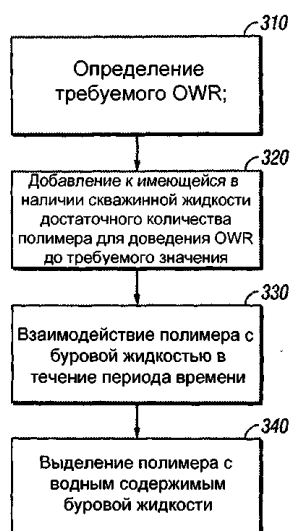 310
Определение
требуемого OWR;
320
Добавление к имеющейся в
наличии скважинной жидкости
достаточного количества
полимера для доведения OWR
до требуемого значения
330
Взаимодействие полимера с
буровой жидкостью в
течение периода времени
340
Выделение полимера с
водным содержимым
буровой жидкости